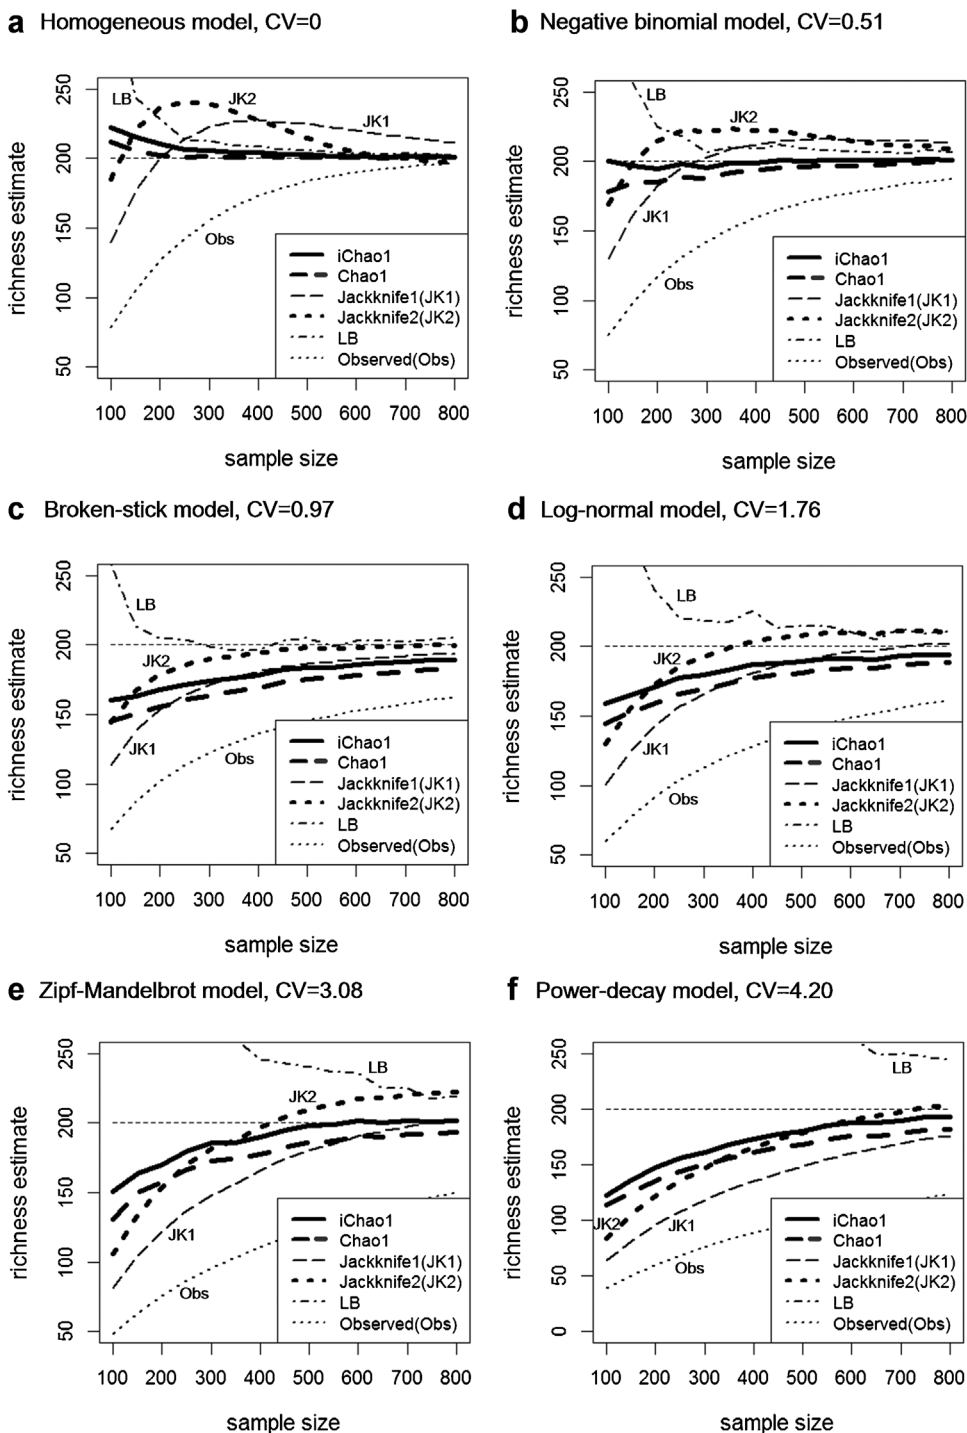 a Homogeneous model, CV=0
richness estimate
250
200
150
100
50
LB
JK2
JK1
Obs
iChao1
Chao1
Jackknife1(JK1)
Jackknife2(JK2)
LB
Observed(Obs)
100 200 300 400 500 600 700 800
sample size
b Negative binomial model, CV=0.51
richness estimate
250
200
150
100
50
LB
JK2
JK1
Obs
iChao1
Chao1
Jackknife1(JK1)
Jackknife2(JK2)
LB
Observed(Obs)
100 200 300 400 500 600 700 800
sample size
c Broken-stick model, CV=0.97
richness estimate
250
200
150
100
50
LB
JK2
JK1
Obs
iChao1
Chao1
Jackknife1(JK1)
Jackknife2(JK2)
LB
Observed(Obs)
100 200 300 400 500 600 700 800
sample size
d Log-normal model, CV=1.76
richness estimate
250
200
150
100
50
LB
JK2
JK1
Obs
iChao1
Chao1
Jackknife1(JK1)
Jackknife2(JK2)
LB
Observed(Obs)
100 200 300 400 500 600 700 800
sample size
e Zipf-Mandelbrot model, CV=3.08
richness estimate
250
200
150
100
50
LB
JK2
JK1
Obs
iChao1
Chao1
Jackknife1(JK1)
Jackknife2(JK2)
LB
Observed(Obs)
100 200 300 400 500 600 700 800
sample size
f Power-decay model, CV=4.20
richness estimate
250
200
150
100
50
0
LB
JK2
JK1
Obs
iChao1
Chao1
Jackknife1(JK1)
Jackknife2(JK2)
LB
Observed(Obs)
100 200 300 400 500 600 700 800
sample size